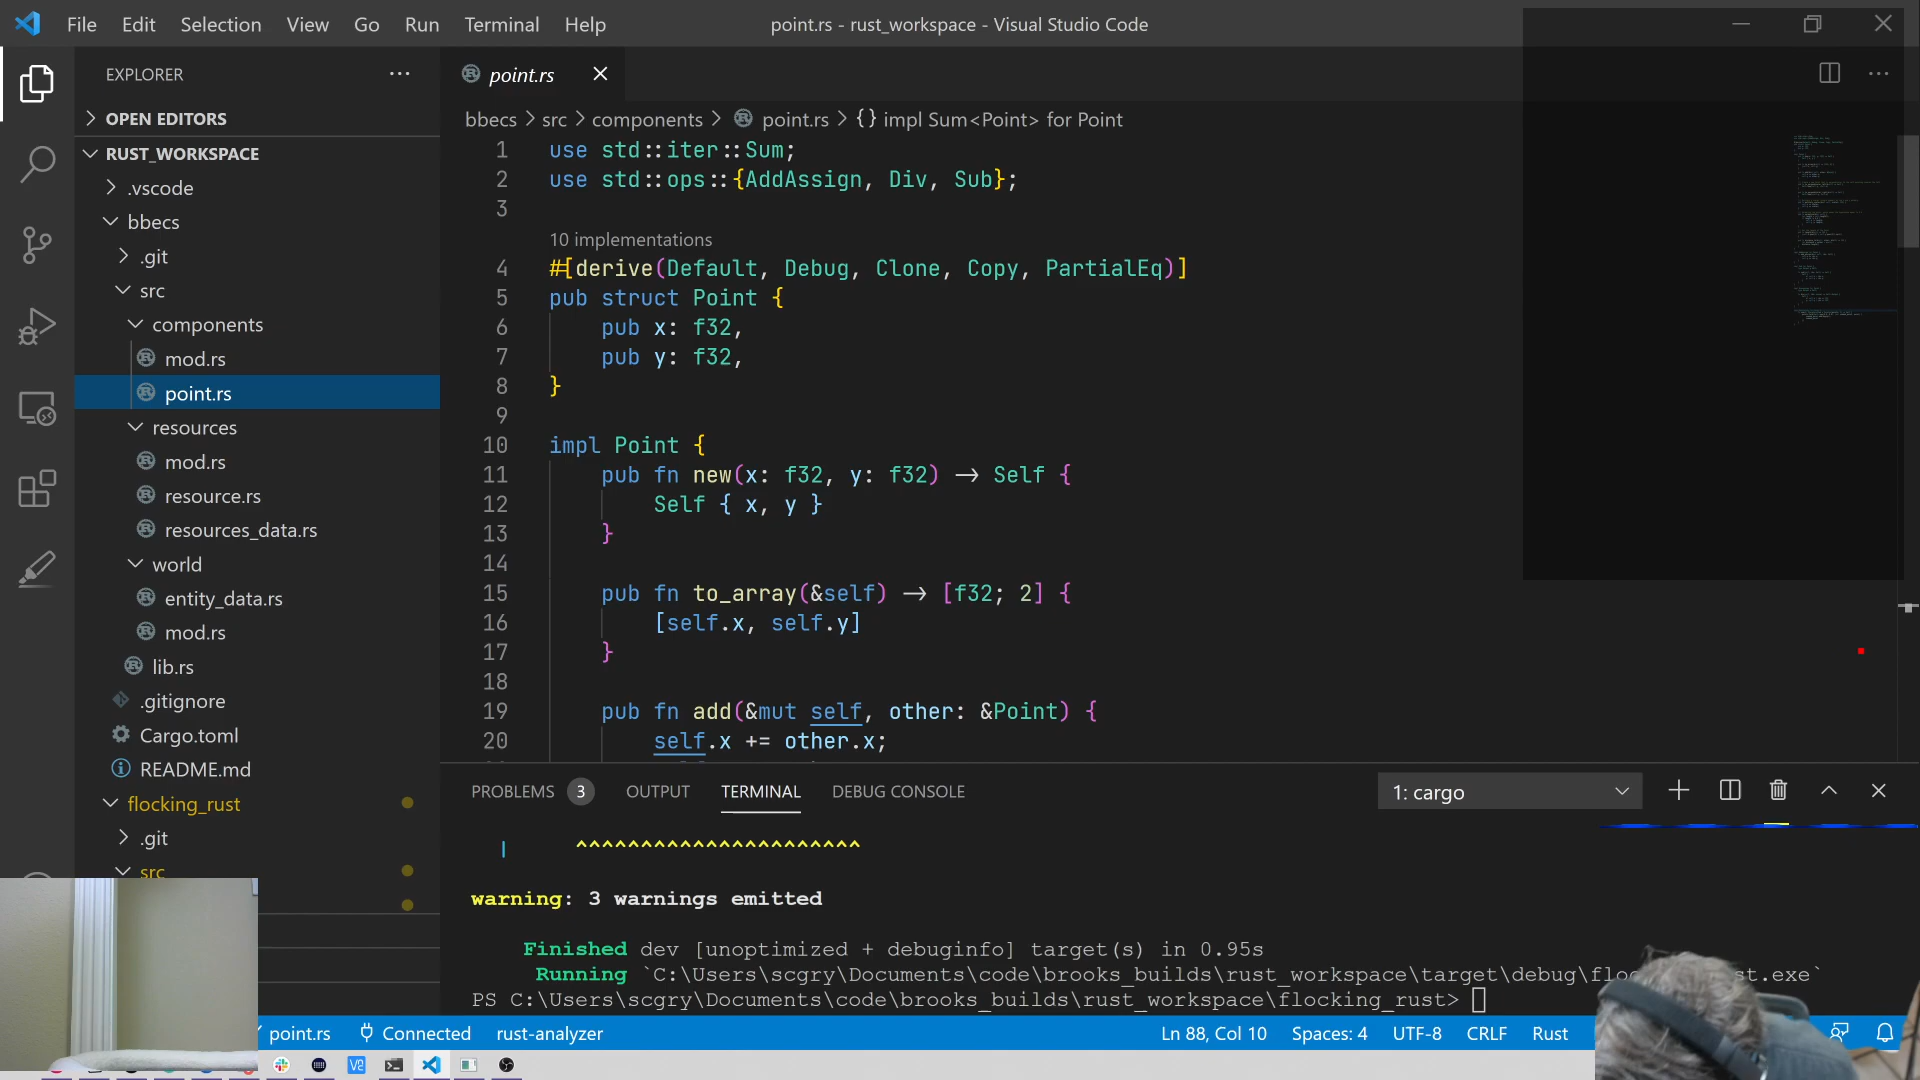 File Edit Selection View Go Run Terminal Help
point.rs - rust_workspace - Visual Studio Code
EXPLORER
OPEN EDITORS
RUST_WORKSPACE
.vscode
bbecs
.git
src
components
mod.rs
point.rs
resources
mod.rs
resource.rs
resources_data.rs
world
entity_data.rs
mod.rs
lib.rs
.gitignore
Cargo.toml
README.md
flocking_rust
.git
src
point.rs
bbecs > src > components > point.rs > {} impl Sum<Point> for Point
1 use std::iter::Sum;
2 use std::ops::{AddAssign, Div, Sub};
3
10 implementations
4 #[derive(Default, Debug, Clone, Copy, PartialEq)]
5 pub struct Point {
6 pub x: f32,
7 pub y: f32,
8 }
9
10 impl Point {
11 pub fn new(x: f32, y: f32) -> Self {
12 Self { x, y }
13 }
14
15 pub fn to_array(&self) -> [f32; 2] {
16 [self.x, self.y]
17 }
18
19 pub fn add(&mut self, other: &Point) {
20 self.x += other.x;
PROBLEMS 3 OUTPUT TERMINAL DEBUG CONSOLE 1: cargo
| ^^^^^^^^^^^^^^^^^^^^^^
warning: 3 warnings emitted
Finished dev [unoptimized + debuginfo] target(s) in 0.95s
Running `C:\Users\scgry\Documents\code\brooks_builds\rust_workspace\target\debug\flo st.exe`
PS C:\Users\scgry\Documents\code\brooks_builds\rust_workspace\flocking_rust>
point.rs Connected rust-analyzer Ln 88, Col 10 Spaces: 4 UTF-8 CRLF Rust